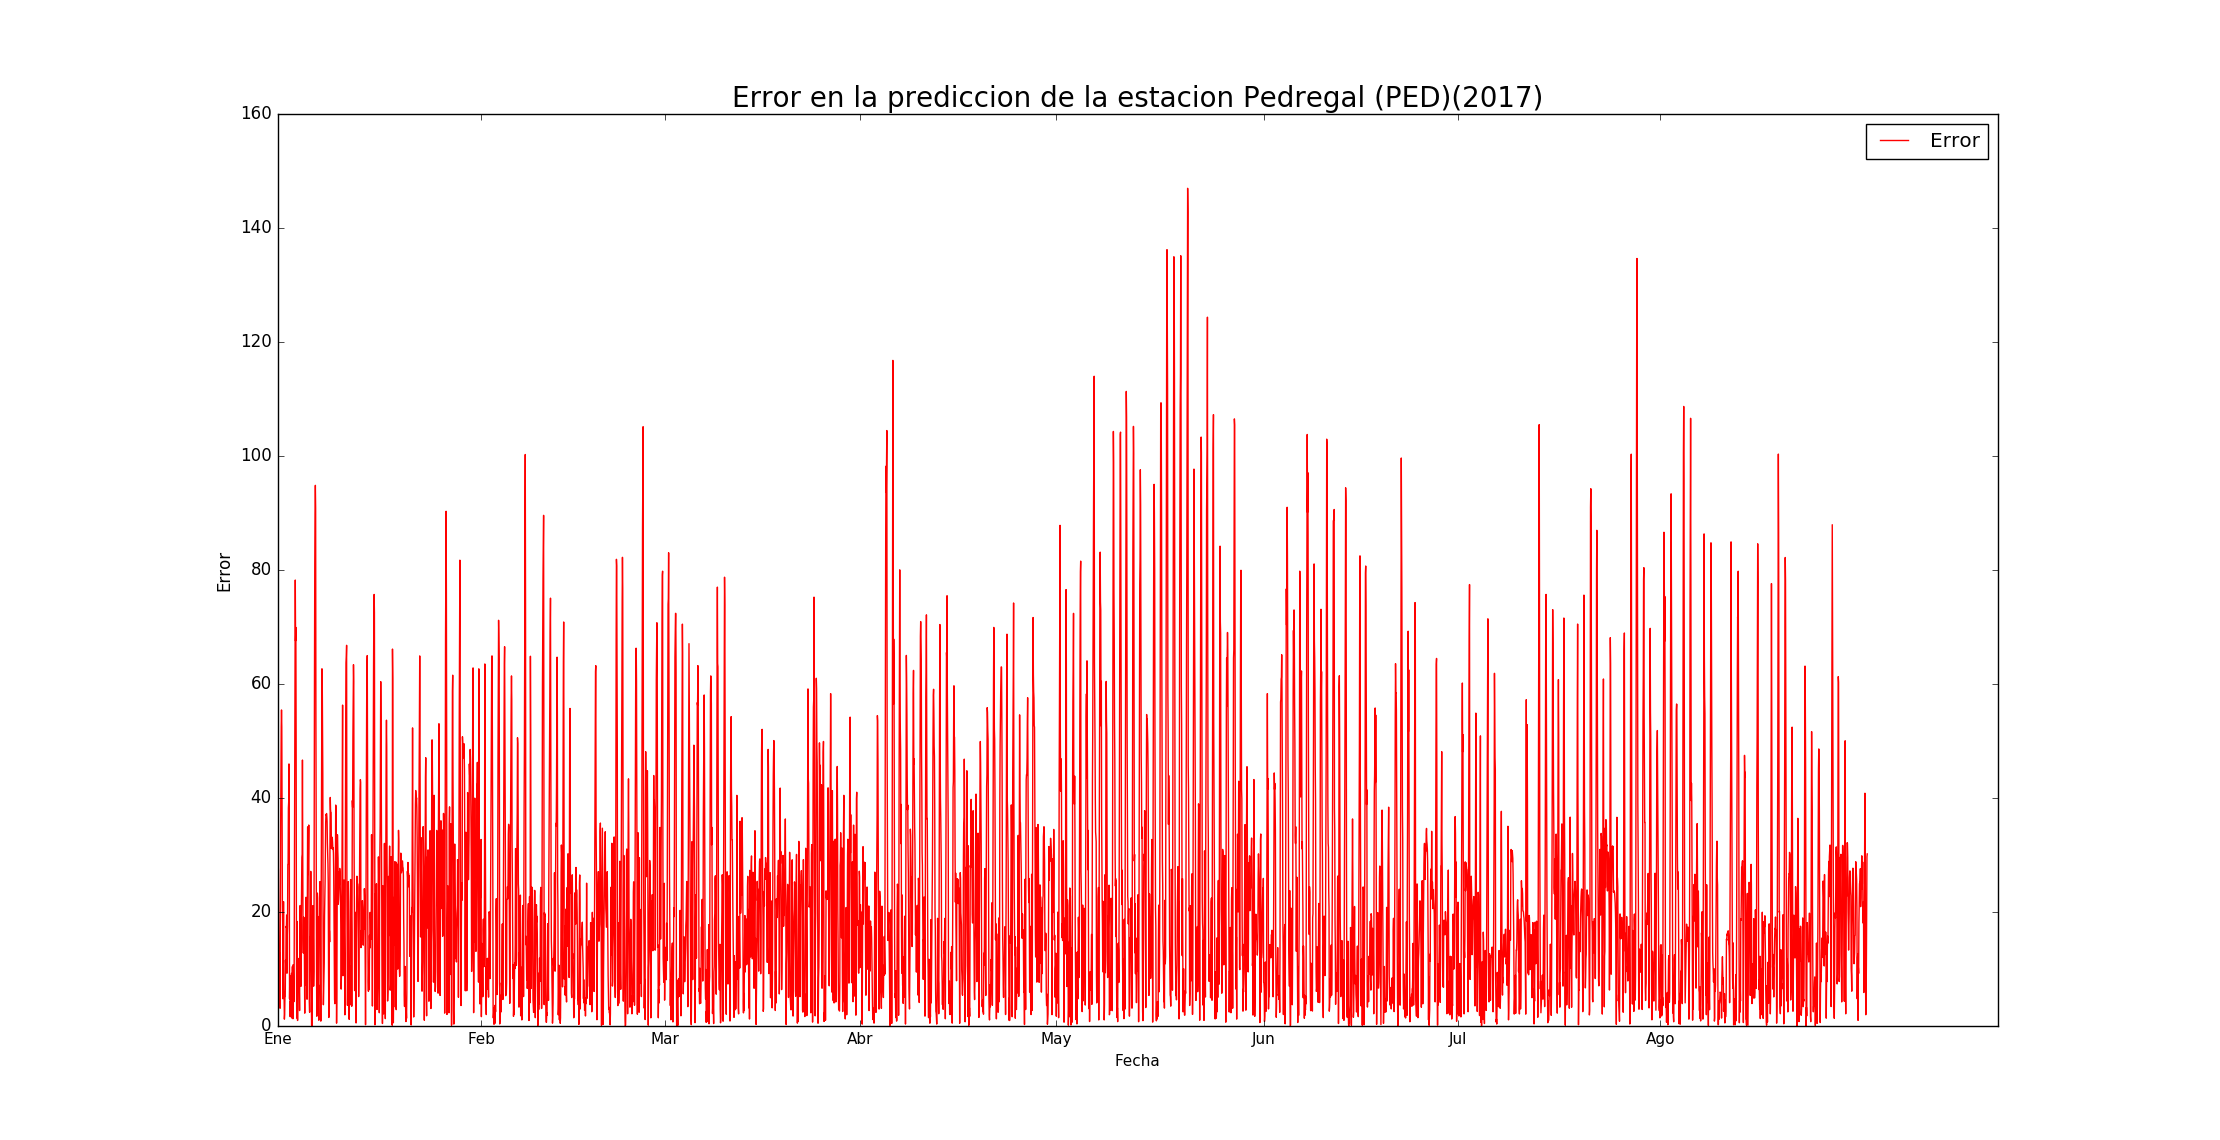 Error en la prediccion de la estacion Pedregal (PED)(2017)
160
140
120
100
80
60
40
20
0
Error
Error
Ene Feb Mar Abr May Jun Jul Ago
Fecha